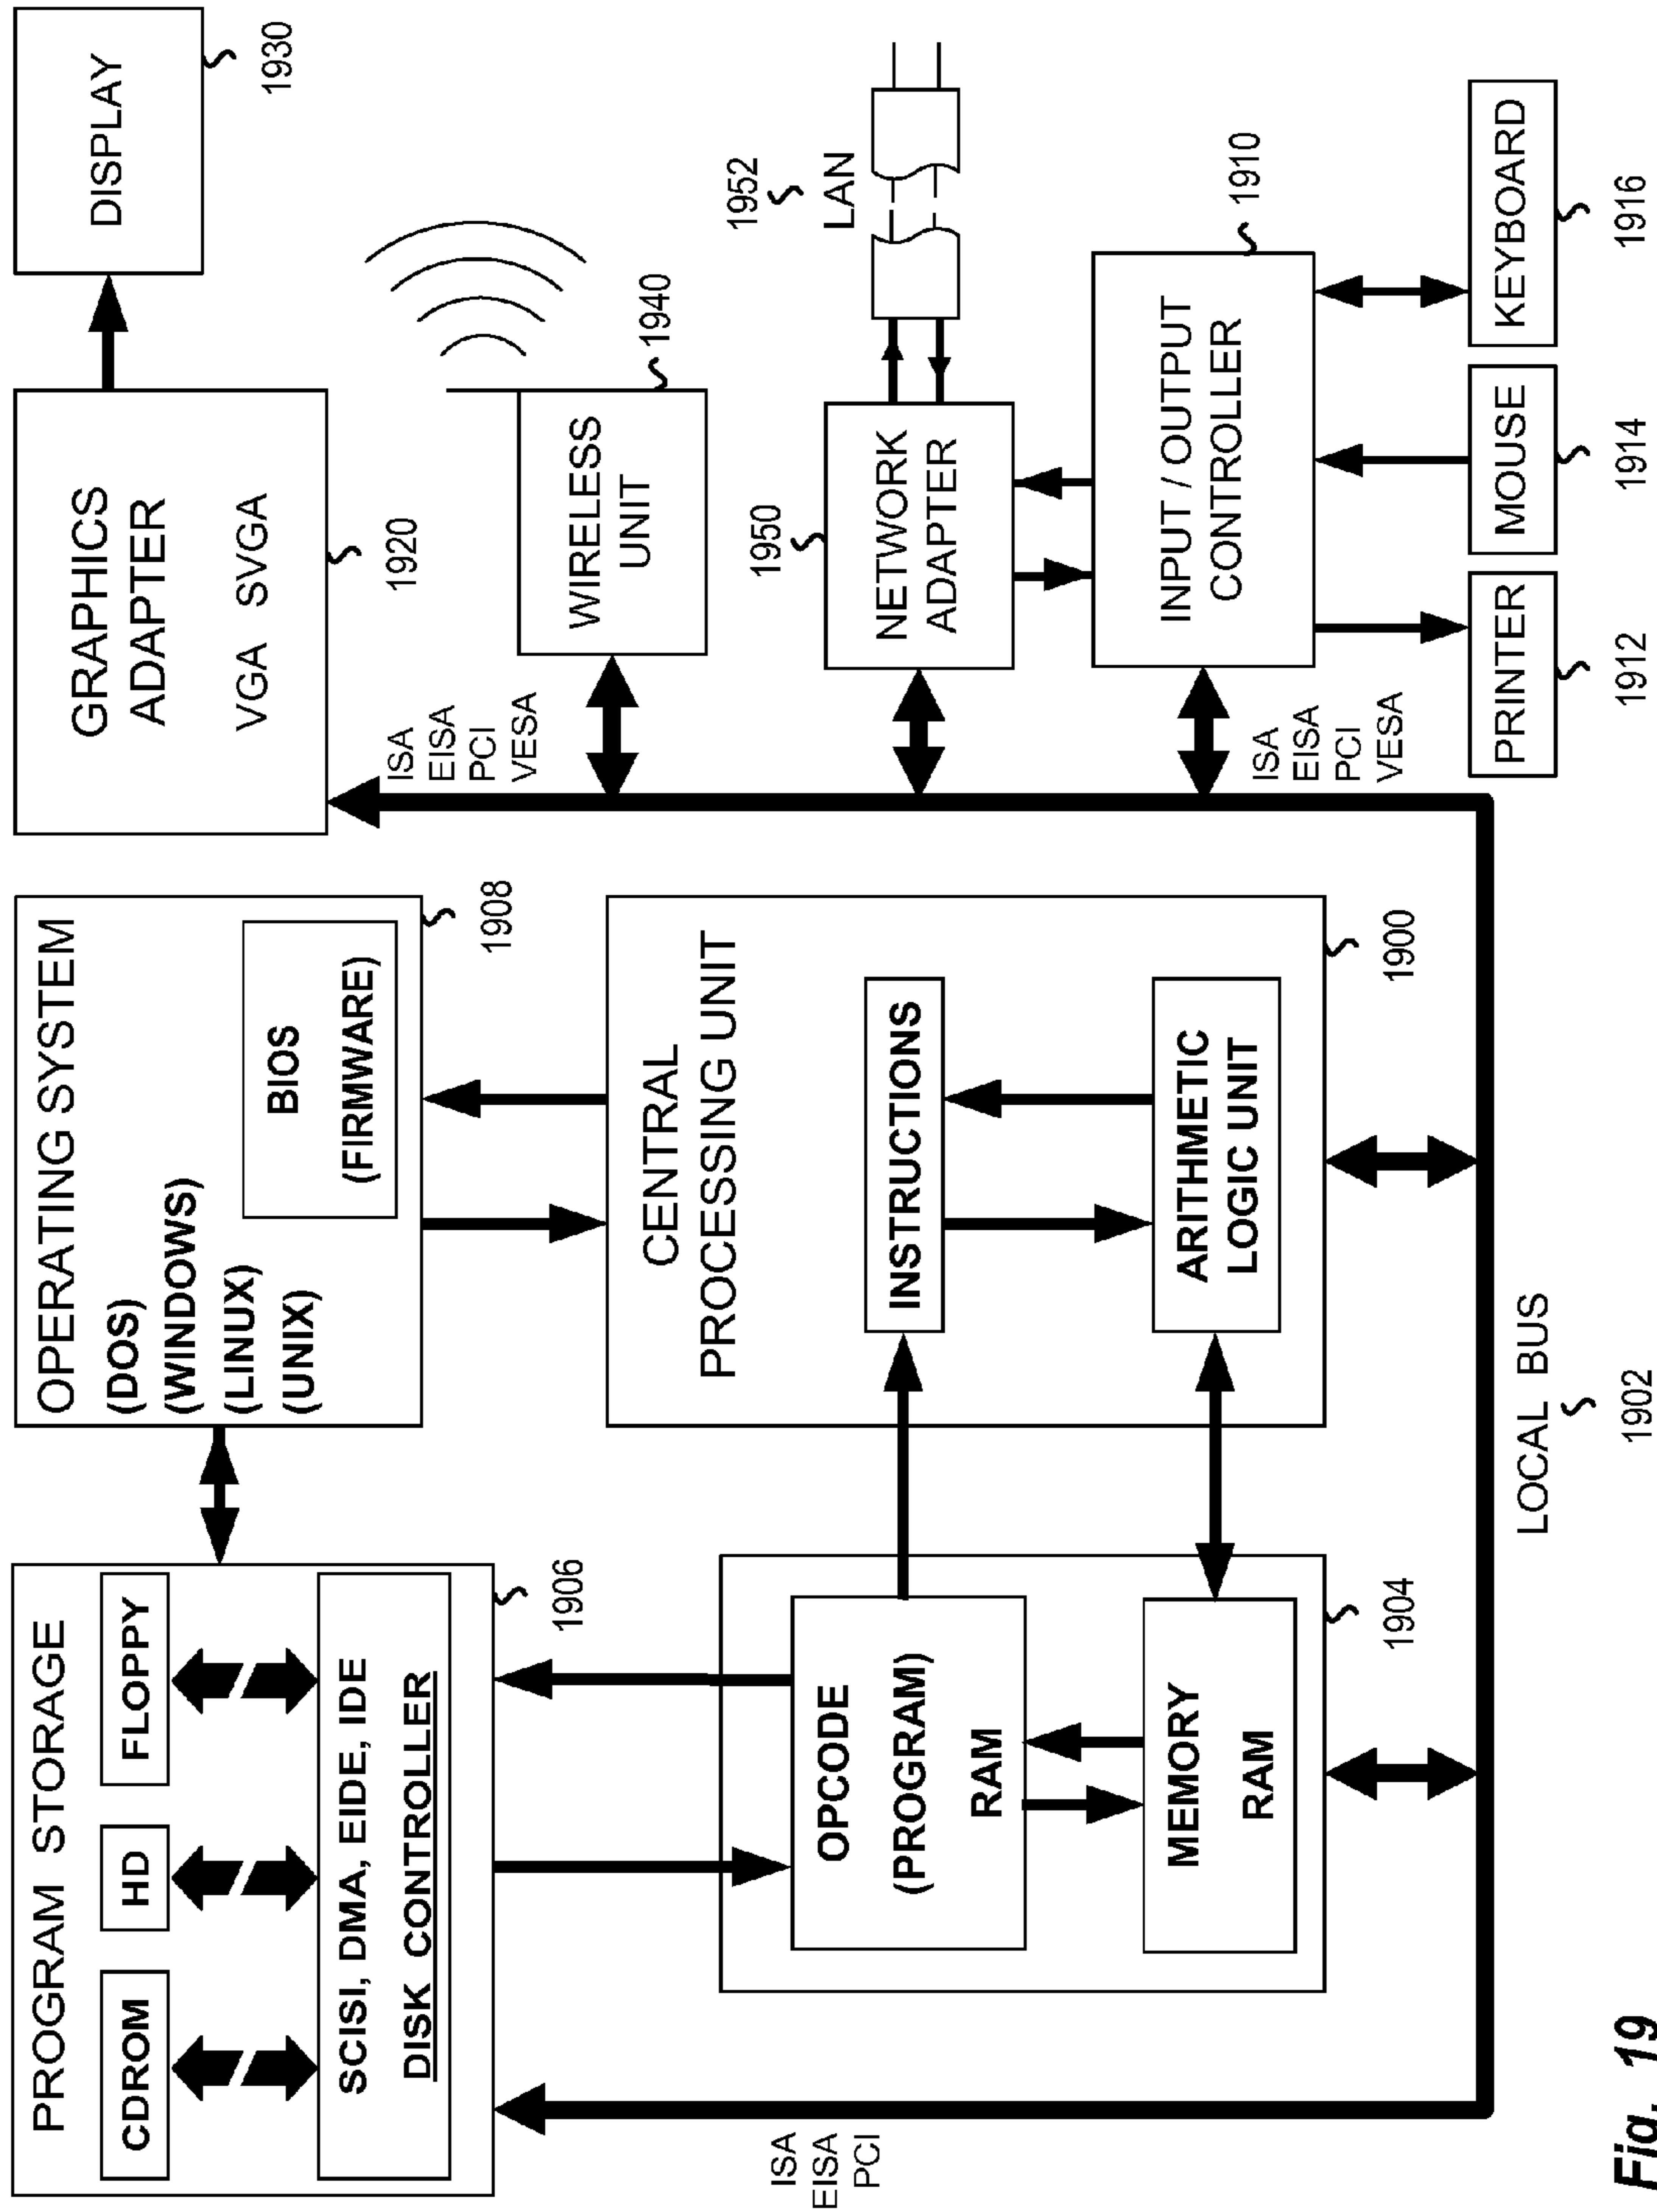 PROGRAM STORAGE
CDROM
HD
FLOPPY
SCISI, DMA, EIDE, IDE
DISK CONTROLLER
1906
OPERATING SYSTEM
(DOS)
(WINDOWS)
(LINUX)
(UNIX)
BIOS
(FIRMWARE)
1908
GRAPHICS
ADAPTER
VGA SVGA
1920
DISPLAY
1930
ISA
EISA
PCI
VESA
WIRELESS
UNIT
1940
OPCODE
(PROGRAM)
RAM
MEMORY
RAM
1904
CENTRAL
PROCESSING UNIT
INSTRUCTIONS
ARITHMETIC
LOGIC UNIT
1900
1950
NETWORK
ADAPTER
1952
LAN
INPUT / OUTPUT
CONTROLLER
1910
ISA
EISA
PCI
VESA
PRINTER
1912
MOUSE
1914
KEYBOARD
1916
ISA
EISA
PCI
LOCAL BUS
1902
Fig. 19